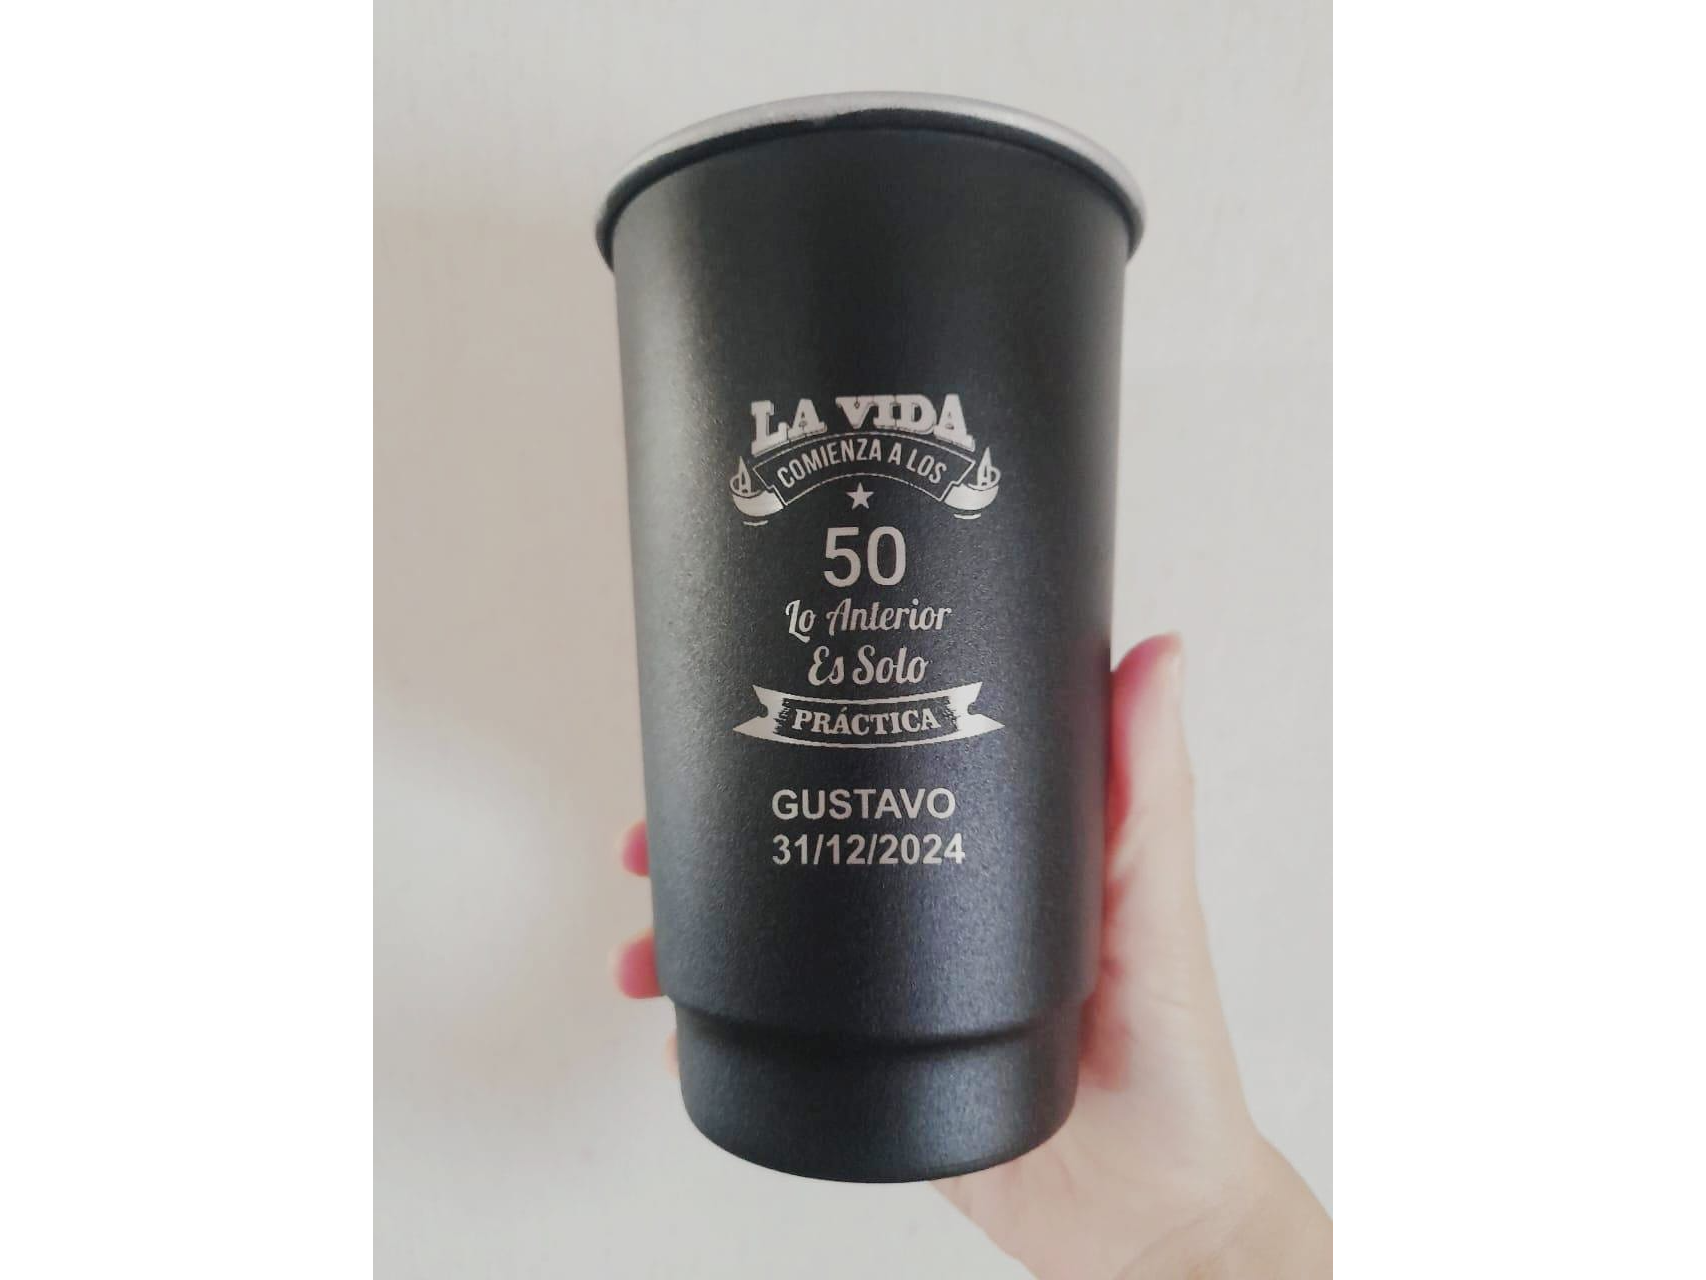 LA VIDA
COMIENZA A LOS
50
Lo Anterior
Es Solo
PRÁCTICA
GUSTAVO
31/12/2024